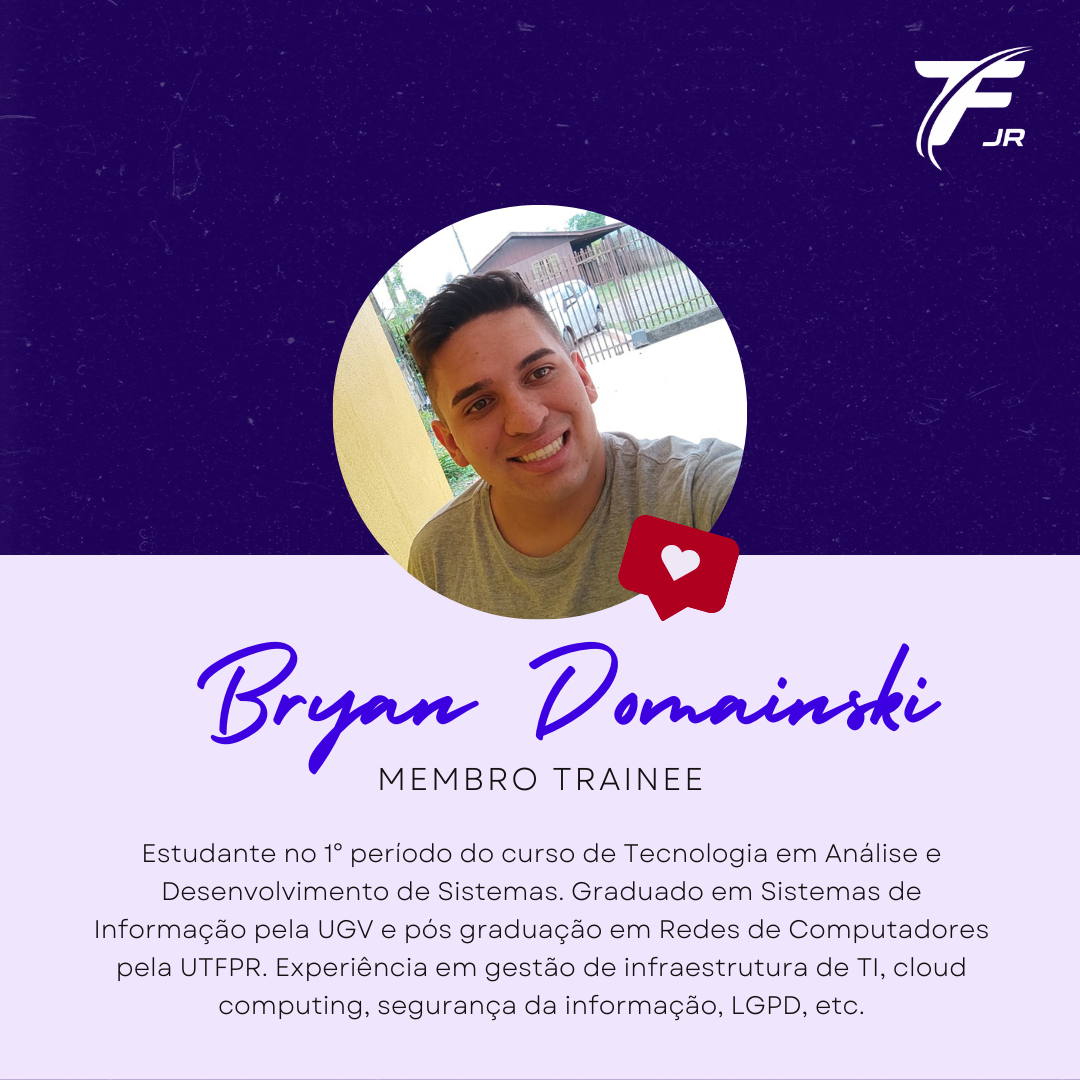 TF JR
Bryan Domainski
MEMBRO TRAINEE
Estudante no 1° período do curso de Tecnologia em Análise e
Desenvolvimento de Sistemas. Graduado em Sistemas de
Informação pela UGV e pós graduação em Redes de Computadores
pela UTFPR. Experiência em gestão de infraestrutura de TI, cloud
computing, segurança da informação, LGPD, etc.